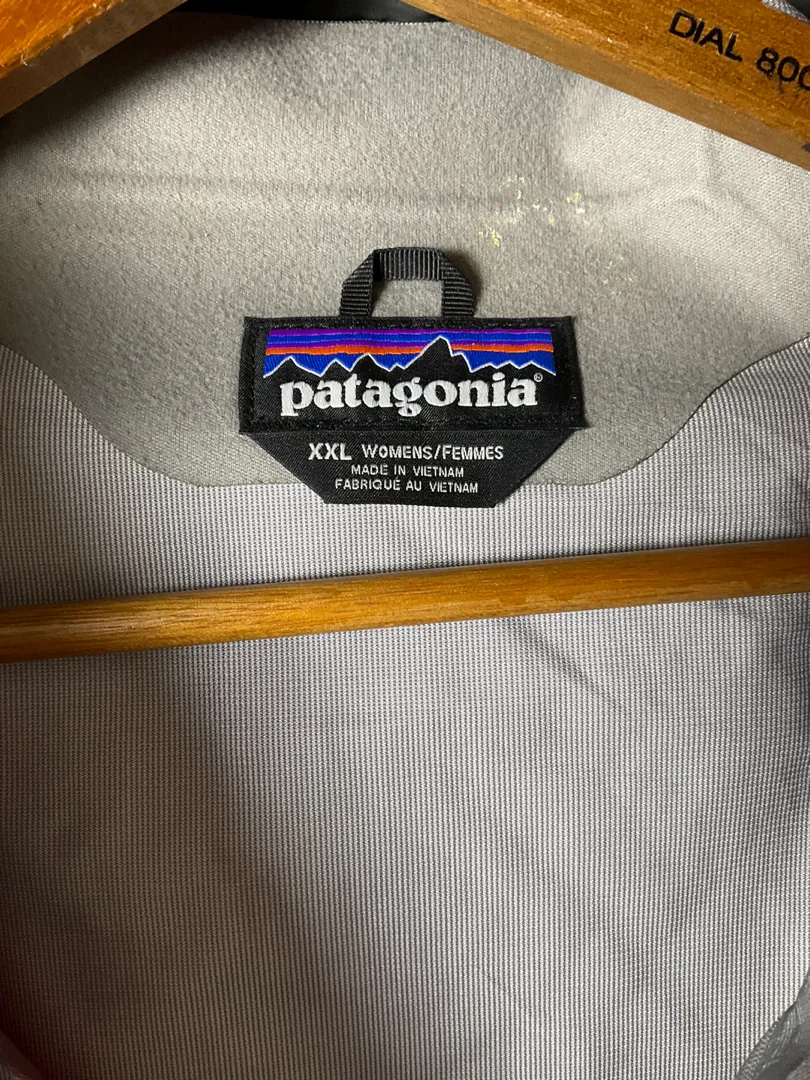 DIAL 800
patagonia®
XXL WOMENS/FEMMES
MADE IN VIETNAM
FABRIQUÉ AU VIETNAM